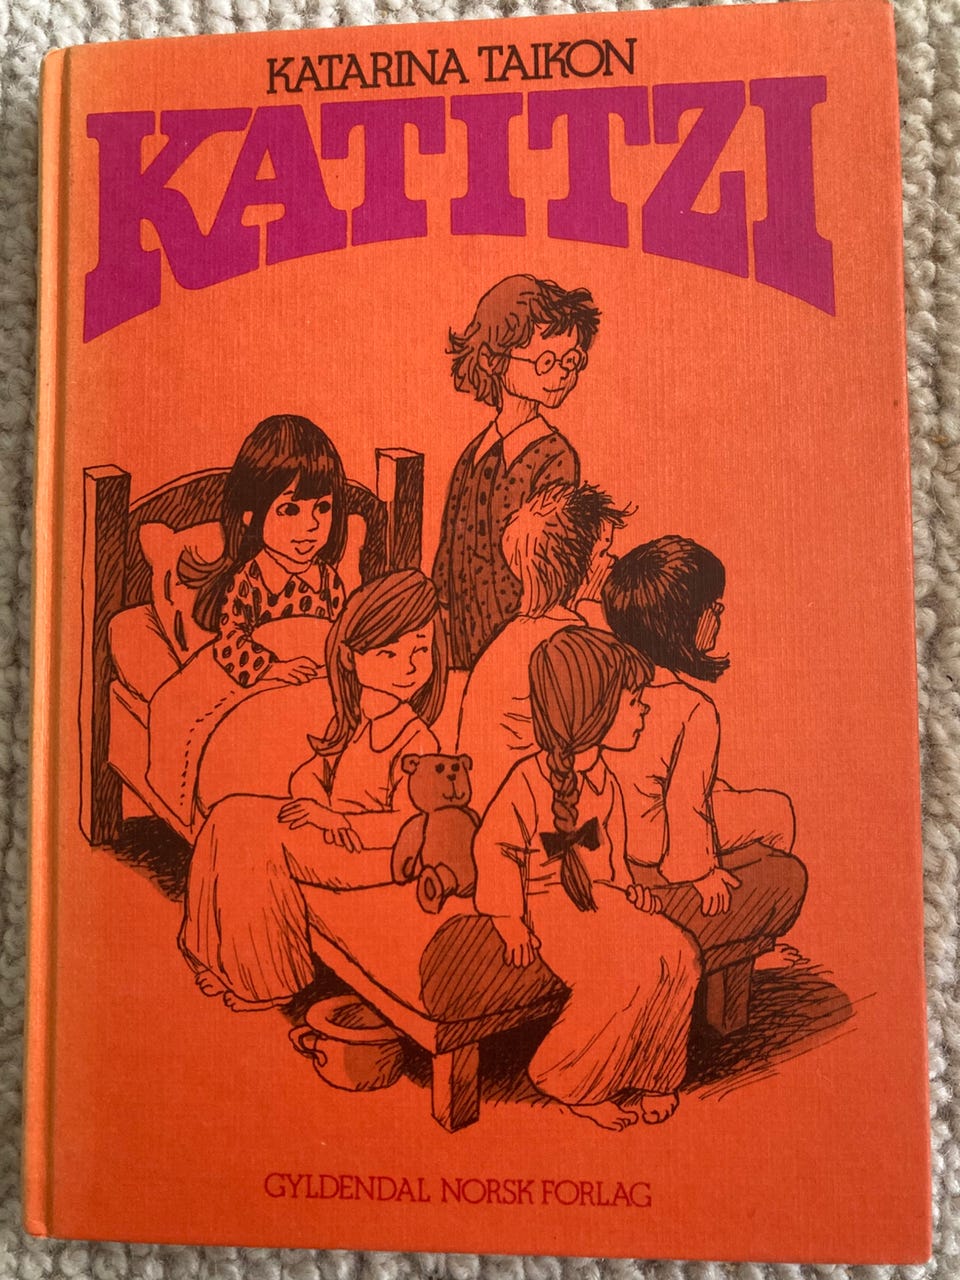 KATARINA TAIKON
KATITZI
GYLDENDAL NORSK FORLAG